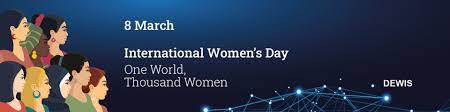 8 March
International Women's Day
One World,
Thousand Women
DEWIS